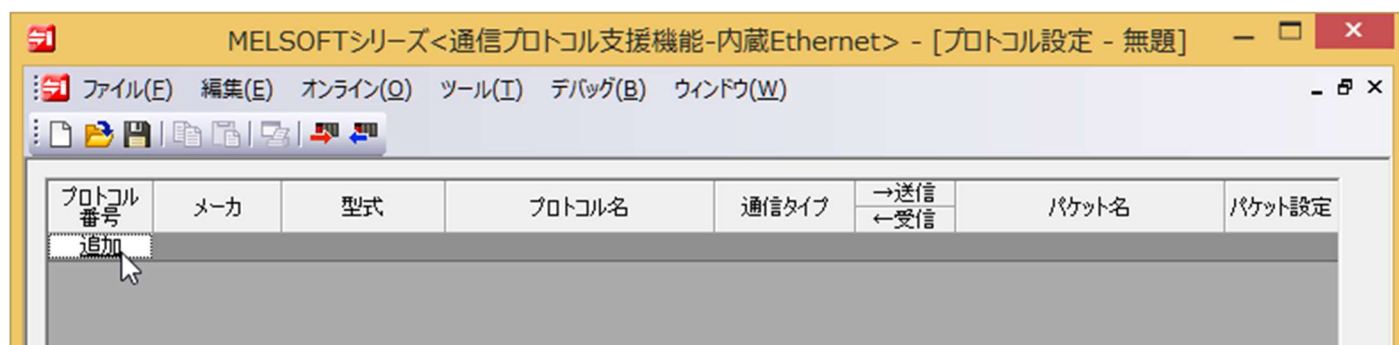 MELSOFTシリーズ<通信プロトコル支援機能-内蔵Ethernet> - [プロトコル設定 - 無題]
ファイル(F) 編集(E) オンライン(O) ツール(T) デバッグ(B) ウィンドウ(W)
プロトコル番号 メーカ 型式 プロトコル名 通信タイプ →送信 ←受信 パケット名 パケット設定
追加